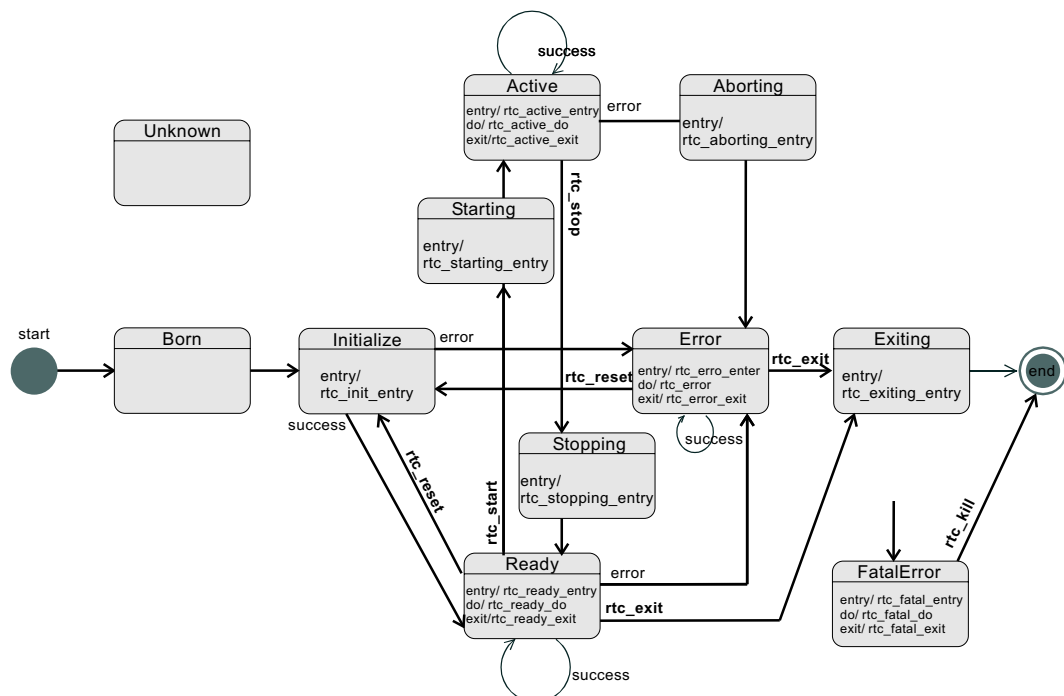 success
Active
entry/ rtc_active_entry
do/ rtc_active_do
exit/rtc_active_exit
error
Aborting
entry/
rtc_aborting_entry
Unknown
rtc_stop
Starting
entry/
rtc_starting_entry
start
Born
Initialize
entry/
rtc_init_entry
success
error
rtc_reset
Error
entry/ rtc_erro_enter
do/ rtc_error
exit/ rtc_error_exit
success
rtc_exit
Exiting
entry/
rtc_exiting_entry
end
rtc_reset
rtc_start
Stopping
entry/
rtc_stopping_entry
rtc_kill
Ready
entry/ rtc_ready_entry
do/ rtc_ready_do
exit/rtc_ready_exit
error
rtc_exit
success
FatalError
entry/ rtc_fatal_entry
do/ rtc_fatal_do
exit/ rtc_fatal_exit